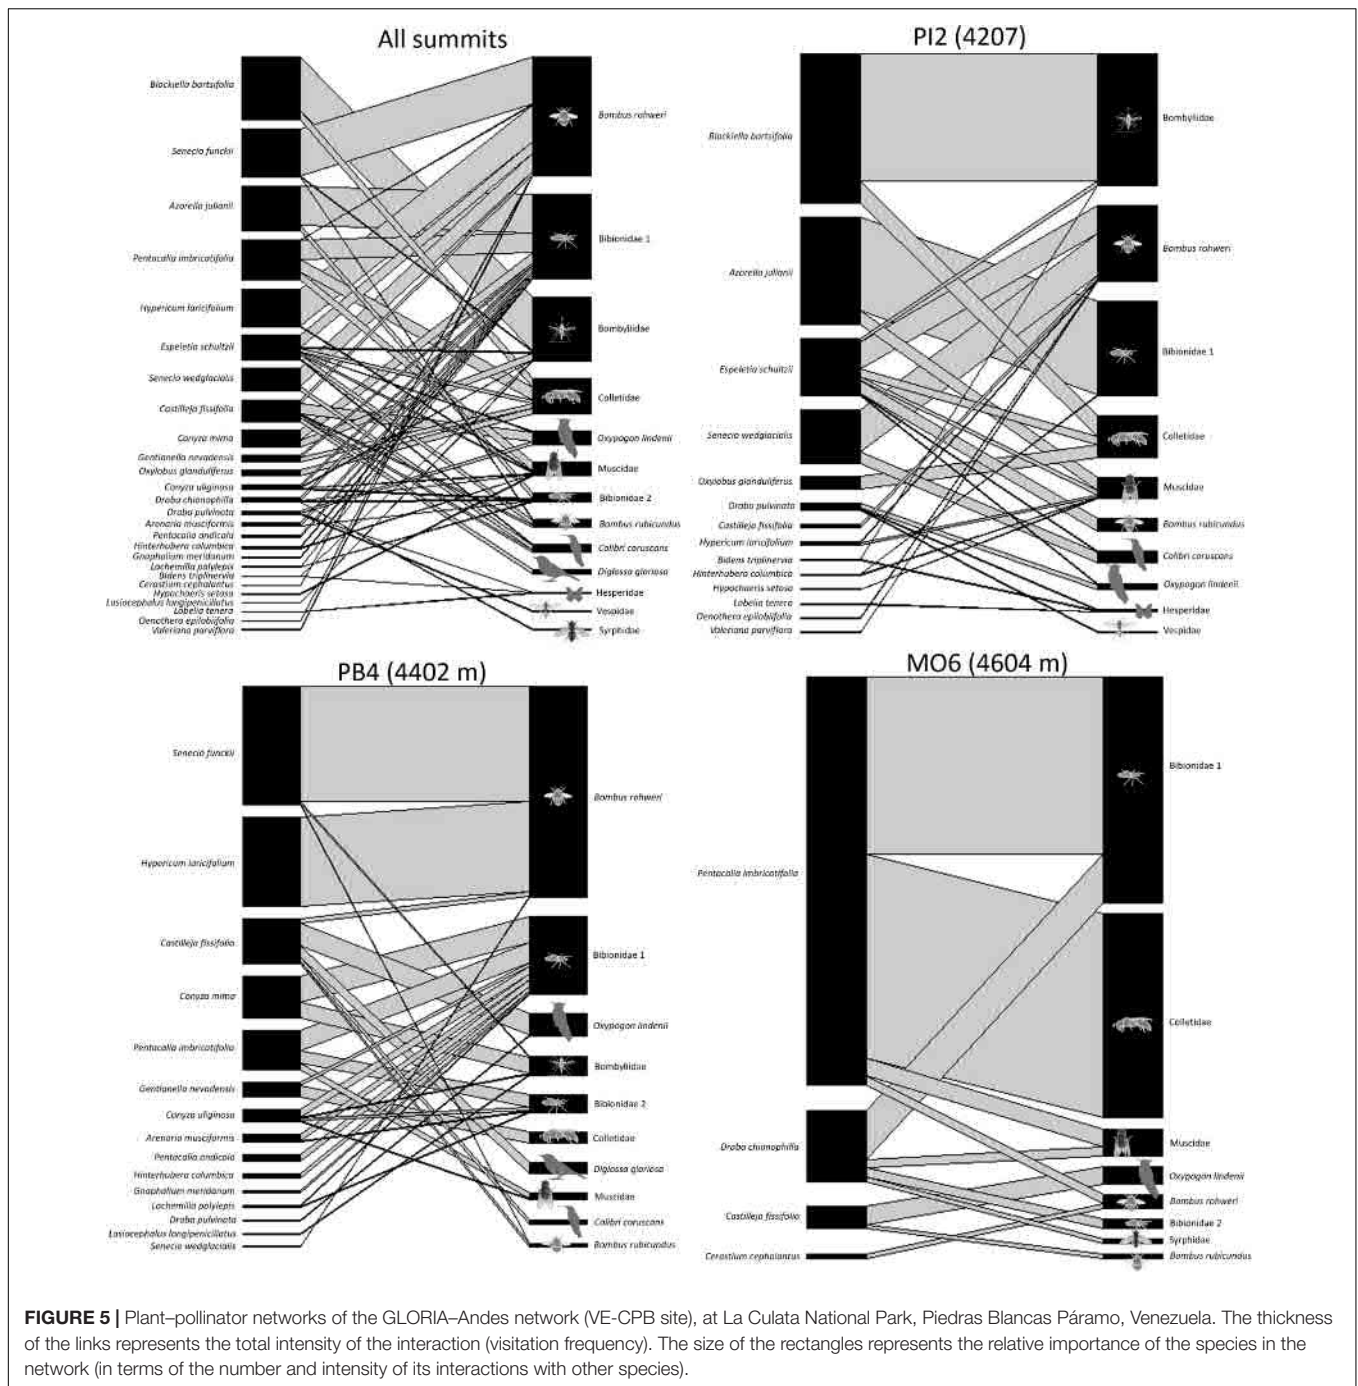 All summits
Blackiella bartsifolia
Senecio funckii
Azorella julianii
Pentacalia imbricatifolia
Hypericum laricifolium
Espeletia schultzii
Senecio wedglacialis
Castilleja fissifolia
Conyza mima
Gentianella nevadensis
Oxylobus glanduliferus
Conyza uliginosa
Draba chionophilla
Draba pulvinata
Arenaria musciformis
Pentacalia andicola
Hinterhubera columbica
Gnaphalium meridanum
Lachemilla polylepis
Bidens triplinervia
Cerastium cephalantus
Hypochaeris setosa
Lasiocephalus longipenicillatus
Lobelia tenera
Oenothera epilobiifolia
Valeriana parviflora
Bombus rohweri
Bibionidae 1
Bombyliidae
Colletidae
Oxypogon lindenii
Muscidae
Bibionidae 2
Bombus rubicundus
Colibri coruscans
Diglossa gloriosa
Hesperidae
Vespidae
Syrphidae
PI2 (4207)
Blackiella bartsifolia
Azorella julianii
Espeletia schultzii
Senecio wedglacialis
Oxylobus glanduliferus
Draba pulvinata
Castilleja fissifolia
Hypericum laricifolium
Bidens triplinervia
Hinterhubera columbica
Hypochaeris setosa
Lobelia tenera
Oenothera epilobiifolia
Valeriana parviflora
Bombyliidae
Bombus rohweri
Bibionidae 1
Colletidae
Muscidae
Bombus rubicundus
Colibri coruscans
Oxypogon lindenii
Hesperidae
Vespidae
PB4 (4402 m)
Senecio funckii
Hypericum laricifolium
Castilleja fissifolia
Conyza mima
Pentacalia imbricatifolia
Gentianella nevadensis
Conyza uliginosa
Arenaria musciformis
Pentacalia andicola
Hinterhubera columbica
Gnaphalium meridanum
Lachemilla polylepis
Draba pulvinata
Lasiocephalus longipenicillatus
Senecio wedglacialis
Bombus rohweri
Bibionidae 1
Oxypogon lindenii
Bombyliidae
Bibionidae 2
Colletidae
Diglossa gloriosa
Muscidae
Colibri coruscans
Bombus rubicundus
MO6 (4604 m)
Pentacalia imbricatifolia
Draba chionophilla
Castilleja fissifolia
Cerastium cephalantus
Bibionidae 1
Colletidae
Muscidae
Oxypogon lindenii
Bombus rohweri
Bibionidae 2
Syrphidae
Bombus rubicundus
FIGURE 5 | Plant–pollinator networks of the GLORIA–Andes network (VE-CPB site), at La Culata National Park, Piedras Blancas Páramo, Venezuela. The thickness
of the links represents the total intensity of the interaction (visitation frequency). The size of the rectangles represents the relative importance of the species in the
network (in terms of the number and intensity of its interactions with other species).